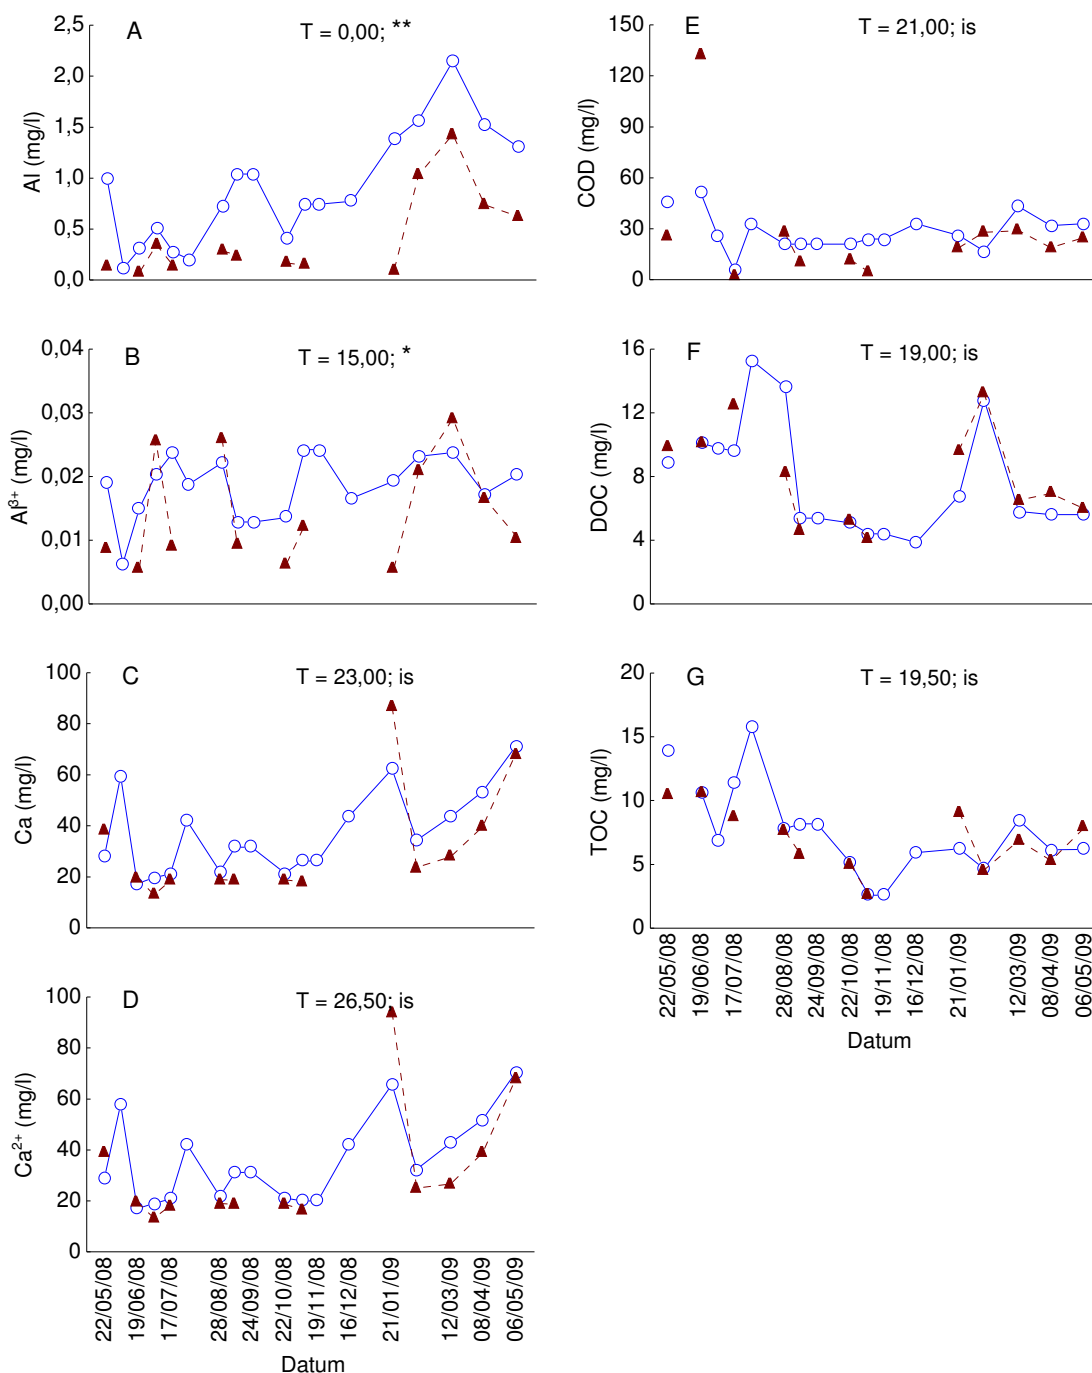 A
T = 0,00; **
2,5
2,0
1,5
1,0
0,5
0,0
Al (mg/l)
B
T = 15,00; *
0,04
0,03
0,02
0,01
0,00
Al³⁺ (mg/l)
C
T = 23,00; is
100
80
60
40
20
0
Ca (mg/l)
D
T = 26,50; is
100
80
60
40
20
0
Ca²⁺ (mg/l)
22/05/08
19/06/08
17/07/08
28/08/08
24/09/08
22/10/08
19/11/08
16/12/08
21/01/09
12/03/09
08/04/09
06/05/09
Datum
E
T = 21,00; is
150
120
90
60
30
0
COD (mg/l)
F
T = 19,00; is
16
12
8
4
0
DOC (mg/l)
G
T = 19,50; is
20
15
10
5
0
TOC (mg/l)
22/05/08
19/06/08
17/07/08
28/08/08
24/09/08
22/10/08
19/11/08
16/12/08
21/01/09
12/03/09
08/04/09
06/05/09
Datum